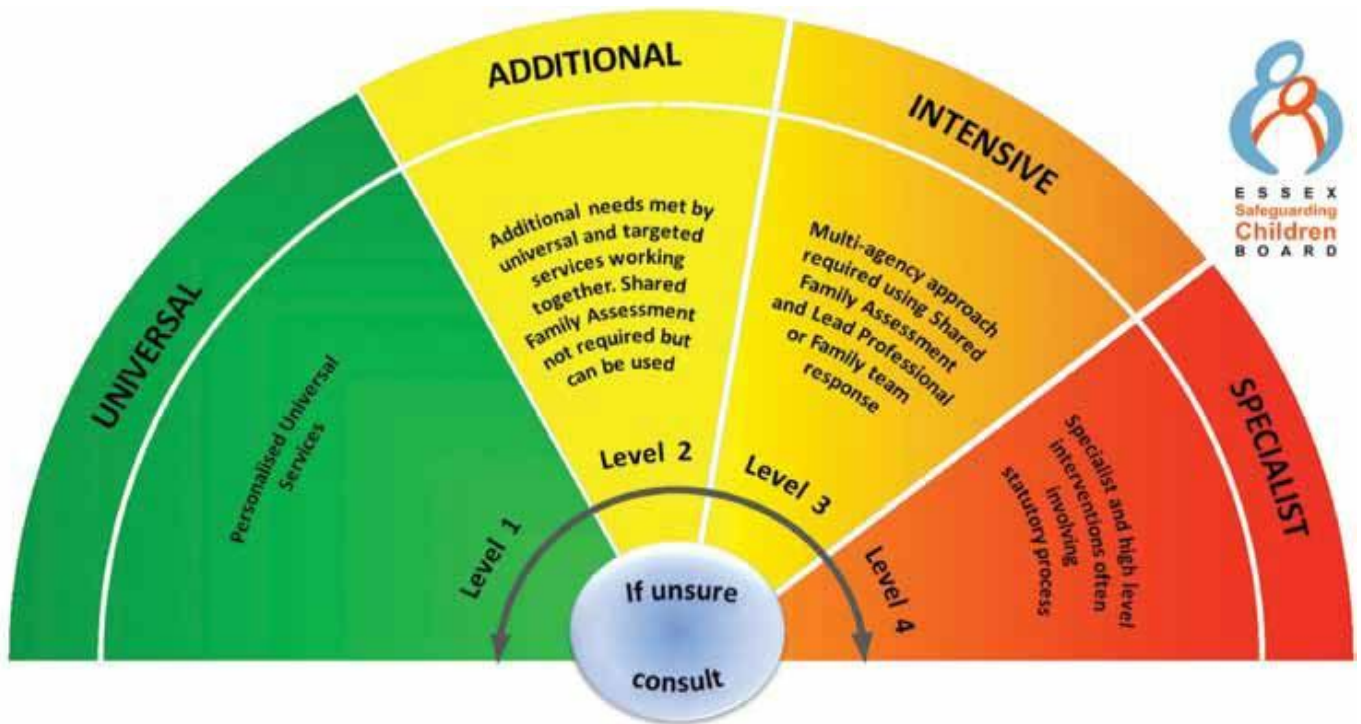 UNIVERSAL
Personalised Universal
Services
Level 1
ADDITIONAL
Additional needs met by
universal and targeted
services working
together. Shared
Family Assessment
not required but
can be used
Level 2
INTENSIVE
Multi-agency approach
required using Shared
Family Assessment
and Lead Professional
or Family team
response
Level 3
SPECIALIST
Specialist and high level
interventions often
involving
statutory process
Level 4
If unsure
consult
ESSEX
Safeguarding
Children
BOARD